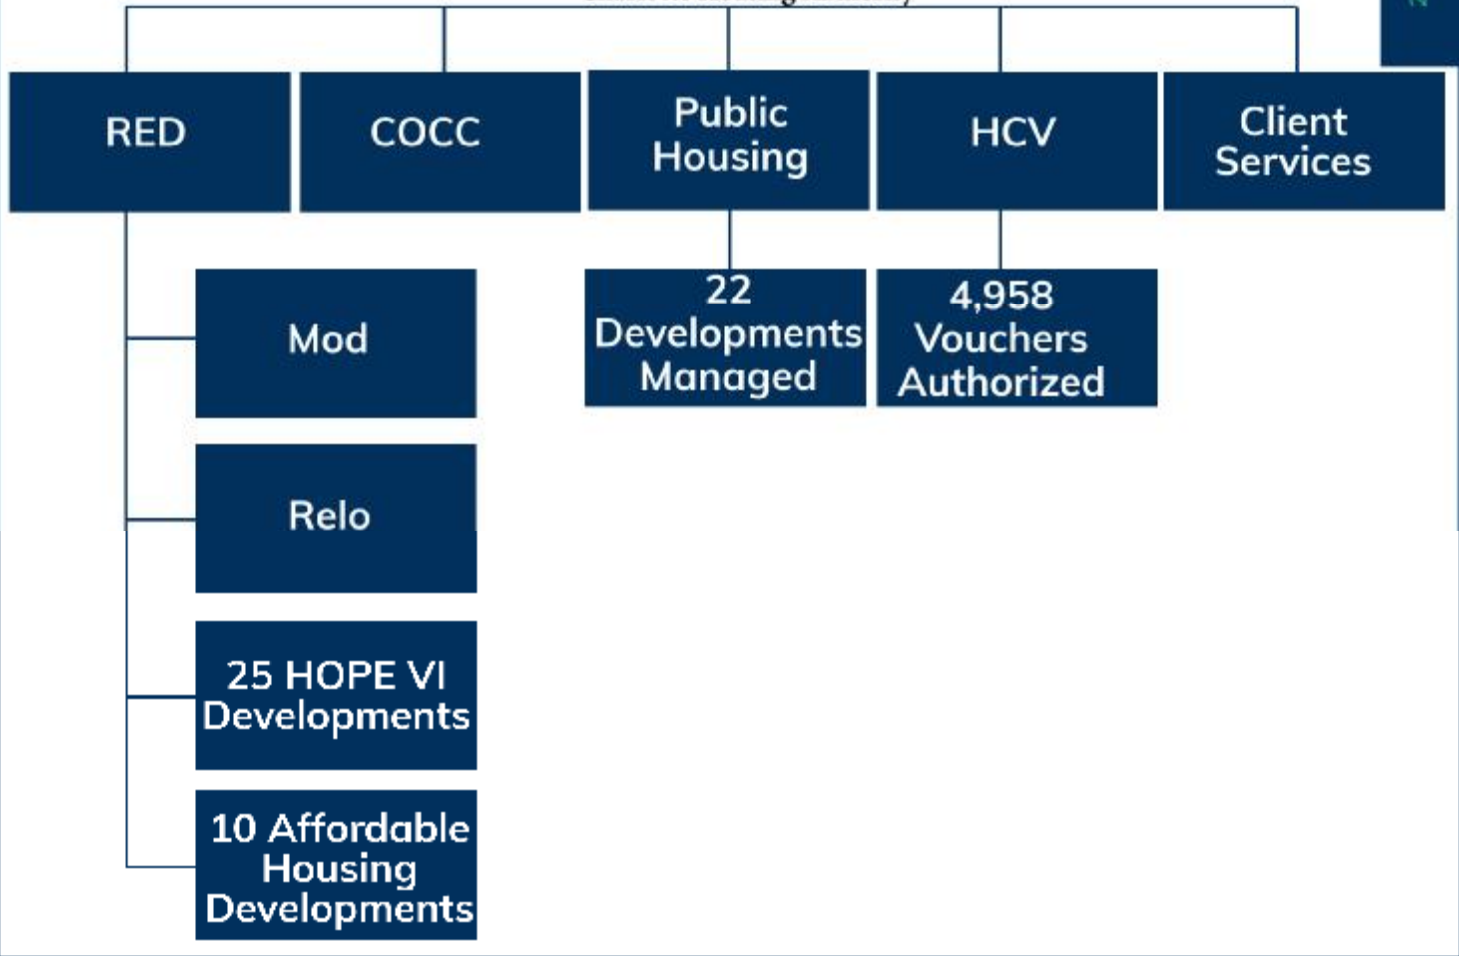 RED
COCC
Public
Housing
HCV
Client
Services
Mod
22
Developments
Managed
4,958
Vouchers
Authorized
Relo
25 HOPE VI
Developments
10 Affordable
Housing
Developments